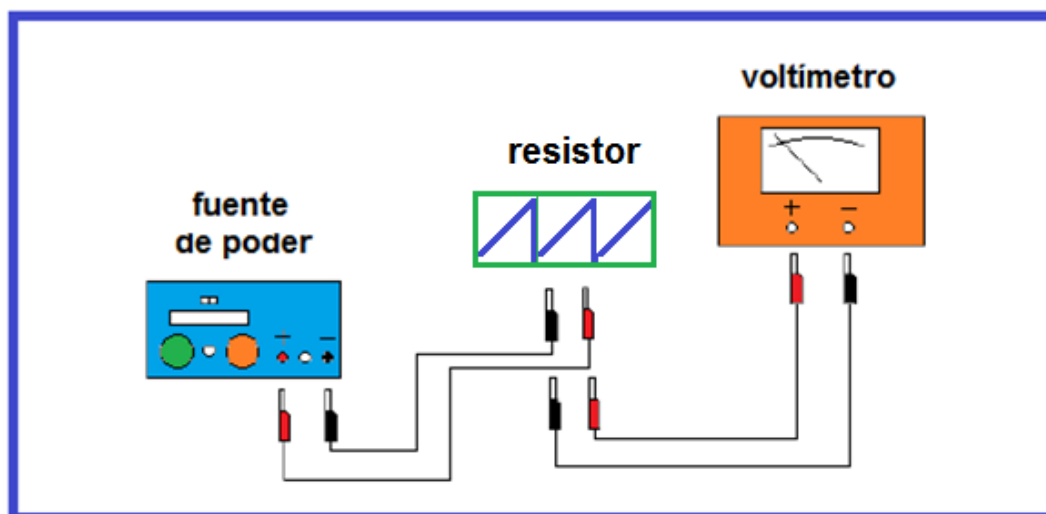 voltímetro
resistor
fuente
de poder
+ −
+ −